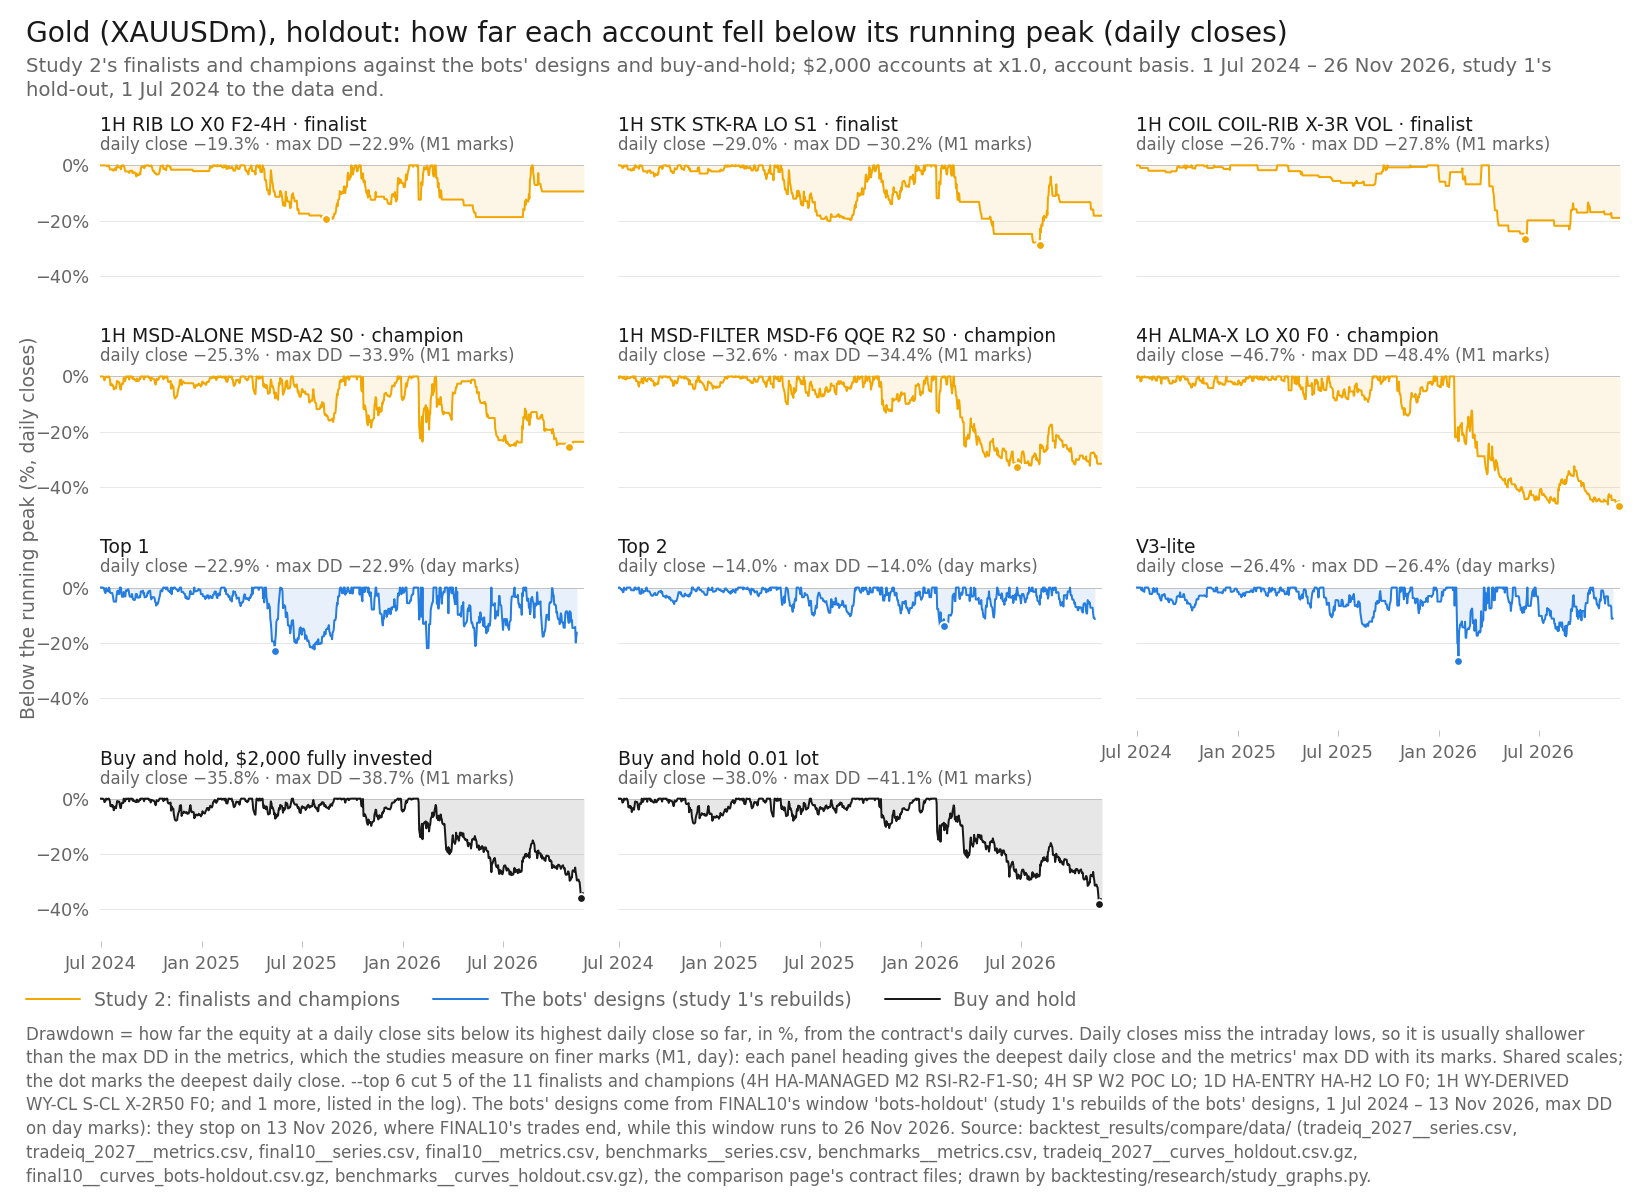 Gold (XAUUSDm), holdout: how far each account fell below its running peak (daily closes)
Study 2's finalists and champions against the bots' designs and buy-and-hold; $2,000 accounts at x1.0, account basis. 1 Jul 2024 – 26 Nov 2026, study 1's
hold-out, 1 Jul 2024 to the data end.
1H RIB LO X0 F2-4H · finalist
daily close −19.3% · max DD −22.9% (M1 marks)
1H STK STK-RA LO S1 · finalist
daily close −29.0% · max DD −30.2% (M1 marks)
1H COIL COIL-RIB X-3R VOL · finalist
daily close −26.7% · max DD −27.8% (M1 marks)
0%
−20%
−40%
Below the running peak (%, daily closes)
1H MSD-ALONE MSD-A2 S0 · champion
daily close −25.3% · max DD −33.9% (M1 marks)
1H MSD-FILTER MSD-F6 QQE R2 S0 · champion
daily close −32.6% · max DD −34.4% (M1 marks)
4H ALMA-X LO X0 F0 · champion
daily close −46.7% · max DD −48.4% (M1 marks)
0%
−20%
−40%
Top 1
daily close −22.9% · max DD −22.9% (day marks)
Top 2
daily close −14.0% · max DD −14.0% (day marks)
V3-lite
daily close −26.4% · max DD −26.4% (day marks)
0%
−20%
−40%
Jul 2024 Jan 2025 Jul 2025 Jan 2026 Jul 2026
Buy and hold, $2,000 fully invested
daily close −35.8% · max DD −38.7% (M1 marks)
Buy and hold 0.01 lot
daily close −38.0% · max DD −41.1% (M1 marks)
0%
−20%
−40%
Jul 2024 Jan 2025 Jul 2025 Jan 2026 Jul 2026
Jul 2024 Jan 2025 Jul 2025 Jan 2026 Jul 2026
Study 2: finalists and champions
The bots' designs (study 1's rebuilds)
Buy and hold
Drawdown = how far the equity at a daily close sits below its highest daily close so far, in %, from the contract's daily curves. Daily closes miss the intraday lows, so it is usually shallower
than the max DD in the metrics, which the studies measure on finer marks (M1, day): each panel heading gives the deepest daily close and the metrics' max DD with its marks. Shared scales;
the dot marks the deepest daily close. --top 6 cut 5 of the 11 finalists and champions (4H HA-MANAGED M2 RSI-R2-F1-S0; 4H SP W2 POC LO; 1D HA-ENTRY HA-H2 LO F0; 1H WY-DERIVED
WY-CL S-CL X-2R50 F0; and 1 more, listed in the log). The bots' designs come from FINAL10's window 'bots-holdout' (study 1's rebuilds of the bots' designs, 1 Jul 2024 – 13 Nov 2026, max DD
on day marks): they stop on 13 Nov 2026, where FINAL10's trades end, while this window runs to 26 Nov 2026. Source: backtest_results/compare/data/ (tradeiq_2027__series.csv,
tradeiq_2027__metrics.csv, final10__series.csv, final10__metrics.csv, benchmarks__series.csv, benchmarks__metrics.csv, tradeiq_2027__curves_holdout.csv.gz,
final10__curves_bots-holdout.csv.gz, benchmarks__curves_holdout.csv.gz), the comparison page's contract files; drawn by backtesting/research/study_graphs.py.